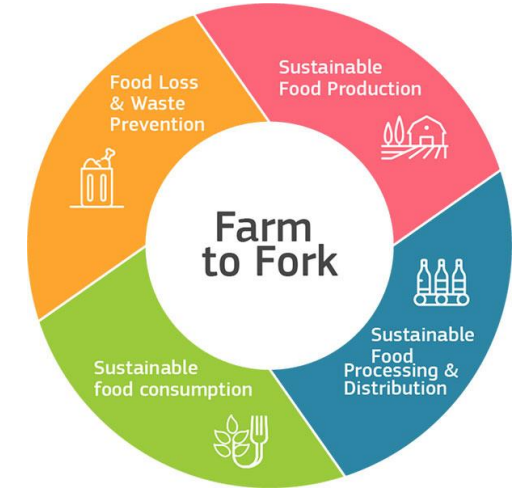 Farm
to Fork
Sustainable
Food Production
Sustainable
Food
Processing &
Distribution
Sustainable
food consumption
Food Loss
& Waste
Prevention